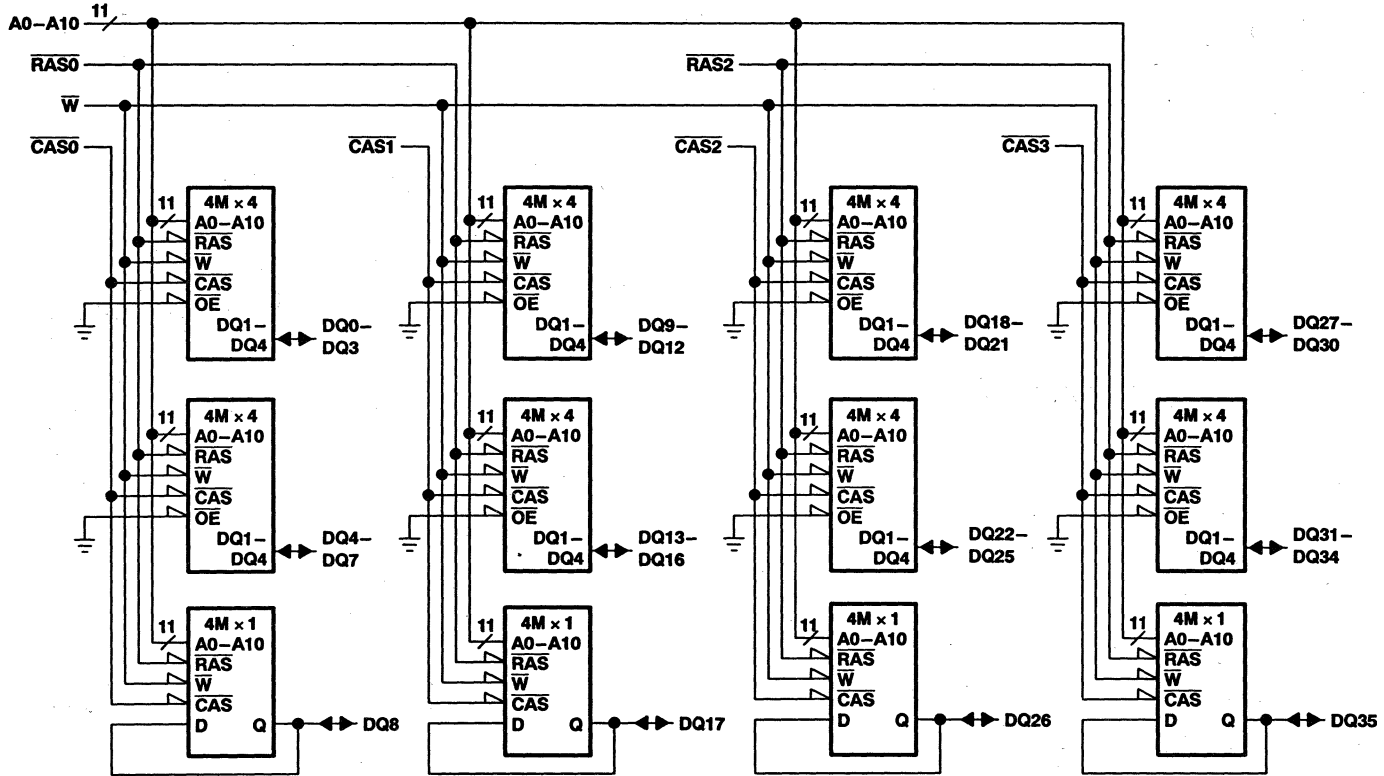 A0–A10 11
RAS0 RAS2
W
CAS0 CAS1 CAS2 CAS3
11 4M × 4 11 4M × 4 11 4M × 4 11 4M × 4
A0–A10 A0–A10 A0–A10 A0–A10
RAS RAS RAS RAS
W W W W
CAS CAS CAS CAS
OE OE OE OE
DQ1– DQ0– DQ1– DQ9– DQ1– DQ18– DQ1– DQ27–
DQ4 DQ3 DQ4 DQ12 DQ4 DQ21 DQ4 DQ30
11 4M × 4 11 4M × 4 11 4M × 4 11 4M × 4
A0–A10 A0–A10 A0–A10 A0–A10
RAS RAS RAS RAS
W W W W
CAS CAS CAS CAS
OE OE OE OE
DQ1– DQ4– DQ1– DQ13– DQ1– DQ22– DQ1– DQ31–
DQ4 DQ7 DQ4 DQ16 DQ4 DQ25 DQ4 DQ34
11 4M × 1 11 4M × 1 11 4M × 1 11 4M × 1
A0–A10 A0–A10 A0–A10 A0–A10
RAS RAS RAS RAS
W W W W
CAS CAS CAS CAS
D Q DQ8 D Q DQ17 D Q DQ26 D Q DQ35